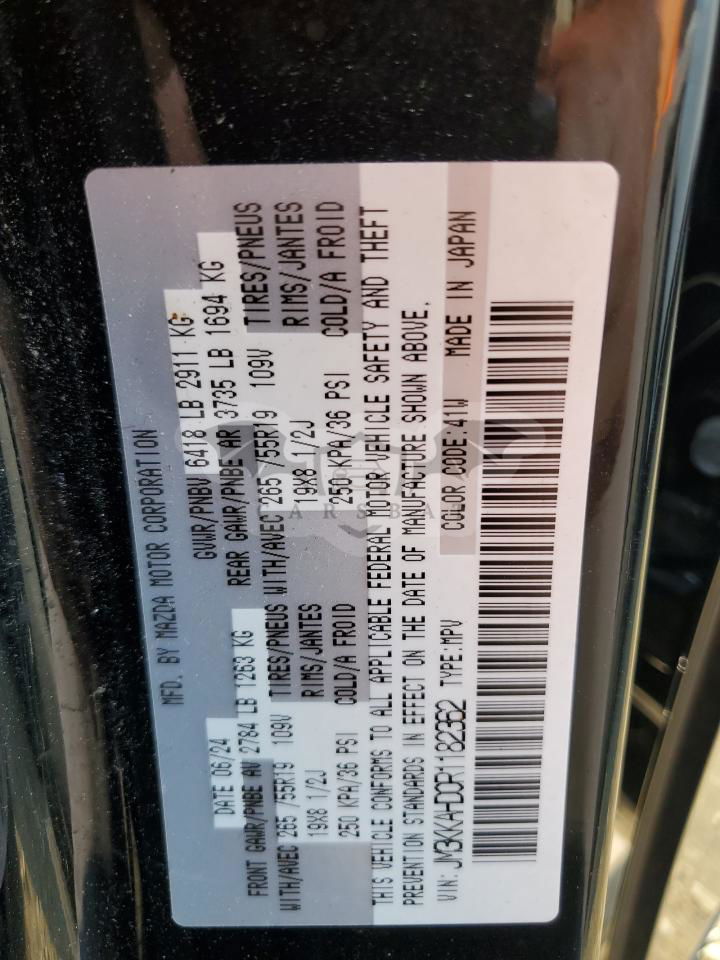 MFD. BY MAZDA MOTOR CORPORATION
DATE 06/24 GVWR/PNBV 6418 LB 2911 KG
FRONT GAWR/PNBE AV 2784 LB 1263 KG REAR GAWR/PNBE AR 3735 LB 1694 KG
WITH/AVEC 265 /55R19 109V TIRES/PNEUS WITH/AVEC 265 /55R19 109V TIRES/PNEUS
19X8 1/2J RIMS/JANTES 19X8 1/2J RIMS/JANTES
250 KPA/36 PSI COLD/A FROID 250 KPA/36 PSI COLD/A FROID
THIS VEHICLE CONFORMS TO ALL APPLICABLE FEDERAL MOTOR VEHICLE SAFETY AND THEFT
PREVENTION STANDARDS IN EFFECT ON THE DATE OF MANUFACTURE SHOWN ABOVE.
VIN: JM3KKAHD0R1182362 TYPE:MPV COLOR CODE:41W MADE IN JAPAN
CARSBAT